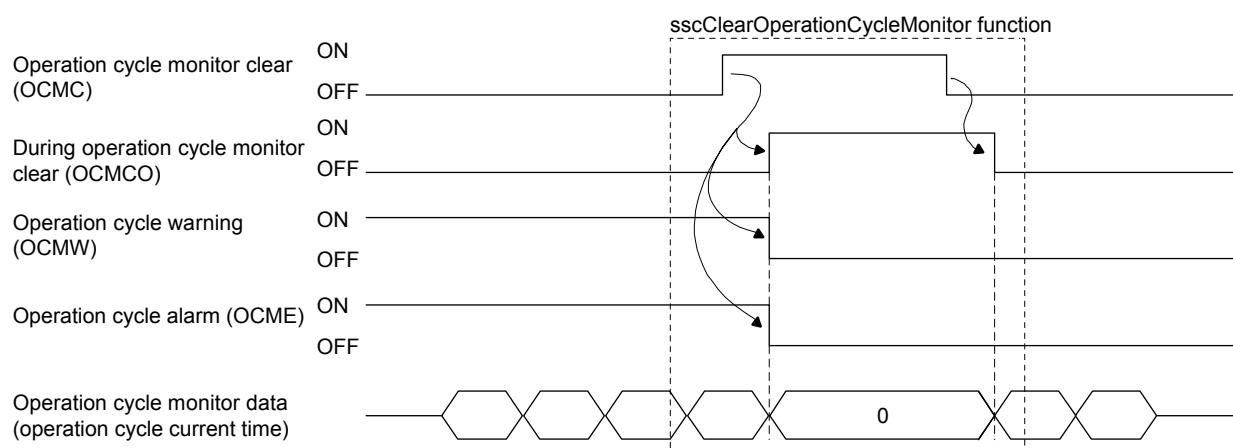 sscClearOperationCycleMonitor function
Operation cycle monitor clear
(OCMC)
ON
OFF
During operation cycle monitor
clear (OCMCO)
ON
OFF
Operation cycle warning
(OCMW)
ON
OFF
Operation cycle alarm (OCME)
ON
OFF
Operation cycle monitor data
(operation cycle current time)
0